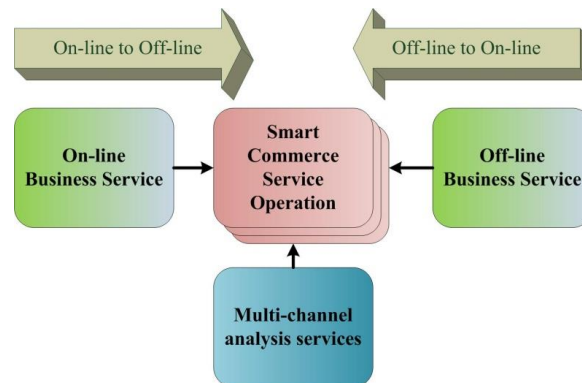 On-line to Off-line
Off-line to On-line
On-line
Business Service
Smart
Commerce
Service
Operation
Off-line
Business Service
Multi-channel
analysis services